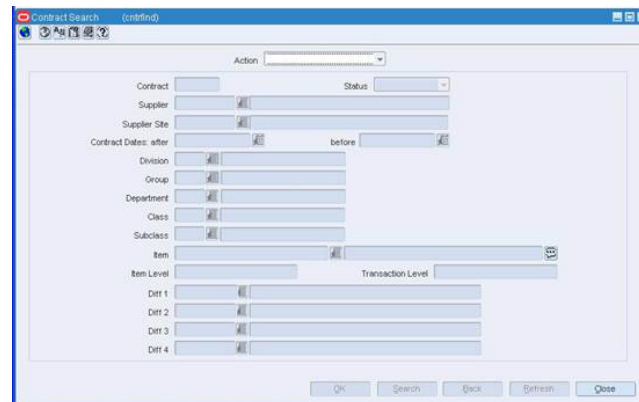 Contract Search (cntrfind)
Action
Contract Status
Supplier
Supplier Site
Contract Dates: after before
Division
Group
Department
Class
Subclass
Item
Item Level Transaction Level
Diff 1
Diff 2
Diff 3
Diff 4
OK Search Back Refresh Close